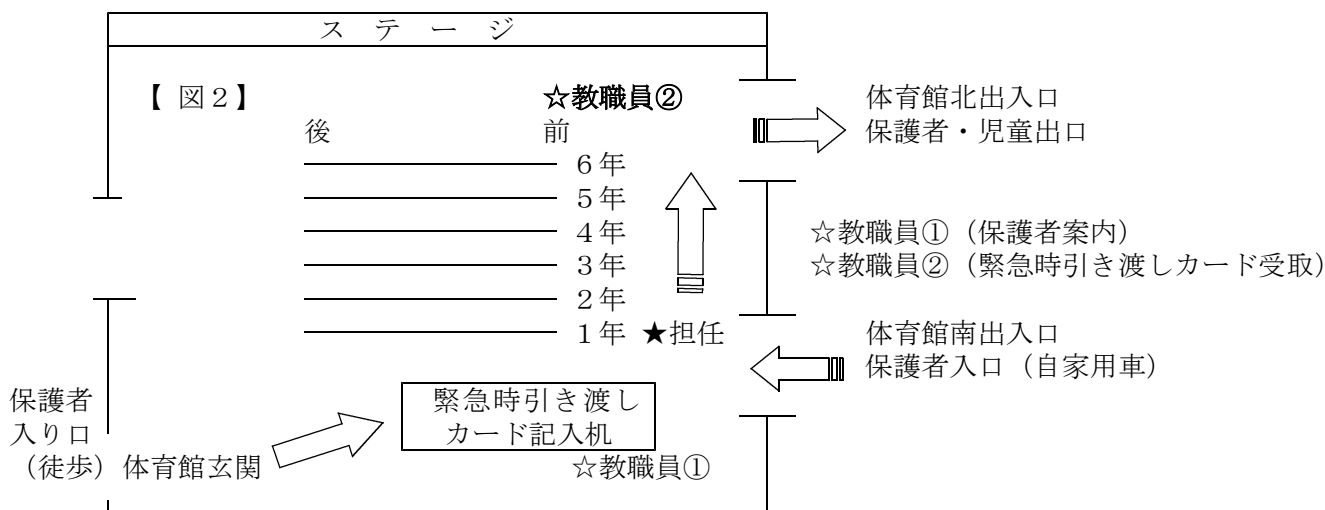 ステージ
【図２】
☆教職員②
体育館北出入口
保護者・児童出口
後 前
６年
５年
４年
３年
２年
１年 ★担任
☆教職員①（保護者案内）
☆教職員②（緊急時引き渡しカード受取）
体育館南出入口
保護者入口（自家用車）
保護者
入り口
（徒歩）体育館玄関
緊急時引き渡し
カード記入机
☆教職員①